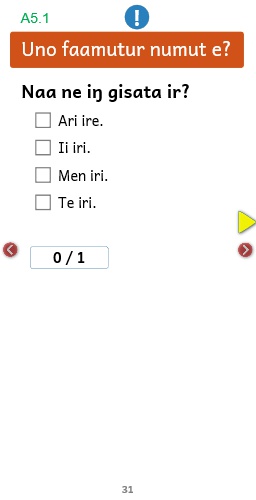 A5.1
!
Uno faamutur numut e?
Naa ne iŋ gisata ir?
Ari ire.
Ii iri.
Men iri.
Te iri.
0 / 1
31